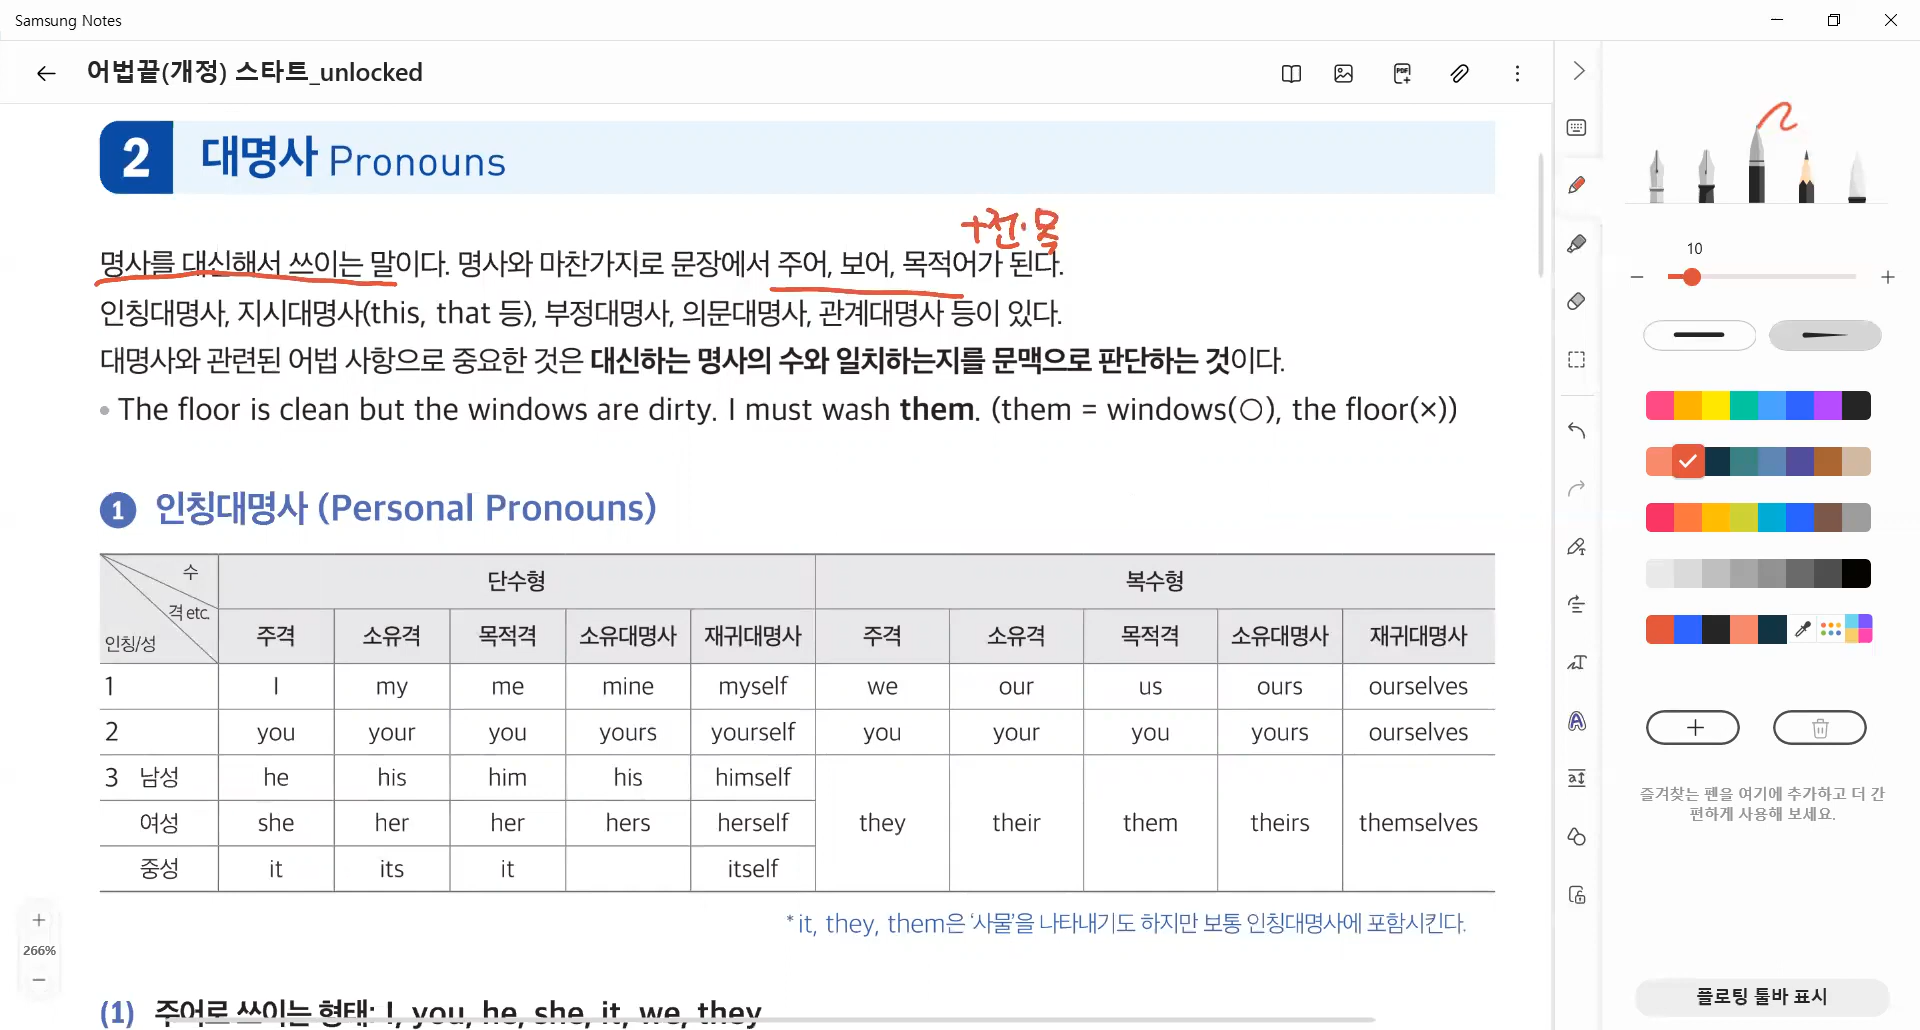 Samsung Notes
어법끝(개정) 스타트_unlocked
2 대명사 Pronouns
+전·목
명사를 대신해서 쓰이는 말이다. 명사와 마찬가지로 문장에서 주어, 보어, 목적어가 된다.
인칭대명사, 지시대명사(this, that 등), 부정대명사, 의문대명사, 관계대명사 등이 있다.
대명사와 관련된 어법 사항으로 중요한 것은 대신하는 명사의 수와 일치하는지를 문맥으로 판단하는 것이다.
• The floor is clean but the windows are dirty. I must wash them. (them = windows(○), the floor(×))
1 인칭대명사 (Personal Pronouns)
수 격 etc. 인칭/성 단수형 복수형
주격 소유격 목적격 소유대명사 재귀대명사 주격 소유격 목적격 소유대명사 재귀대명사
1 I my me mine myself we our us ours ourselves
2 you your you yours yourself you your you yours ourselves
3 남성 he his him his himself
여성 she her her hers herself they their them theirs themselves
중성 it its it itself
* it, they, them은 ‘사물’을 나타내기도 하지만 보통 인칭대명사에 포함시킨다.
(1) 주어로 쓰이는 형태: I, you, he, she, it, we, they
266%
PDF
10
즐겨찾는 펜을 여기에 추가하고 더 간
편하게 사용해 보세요.
플로팅 툴바 표시